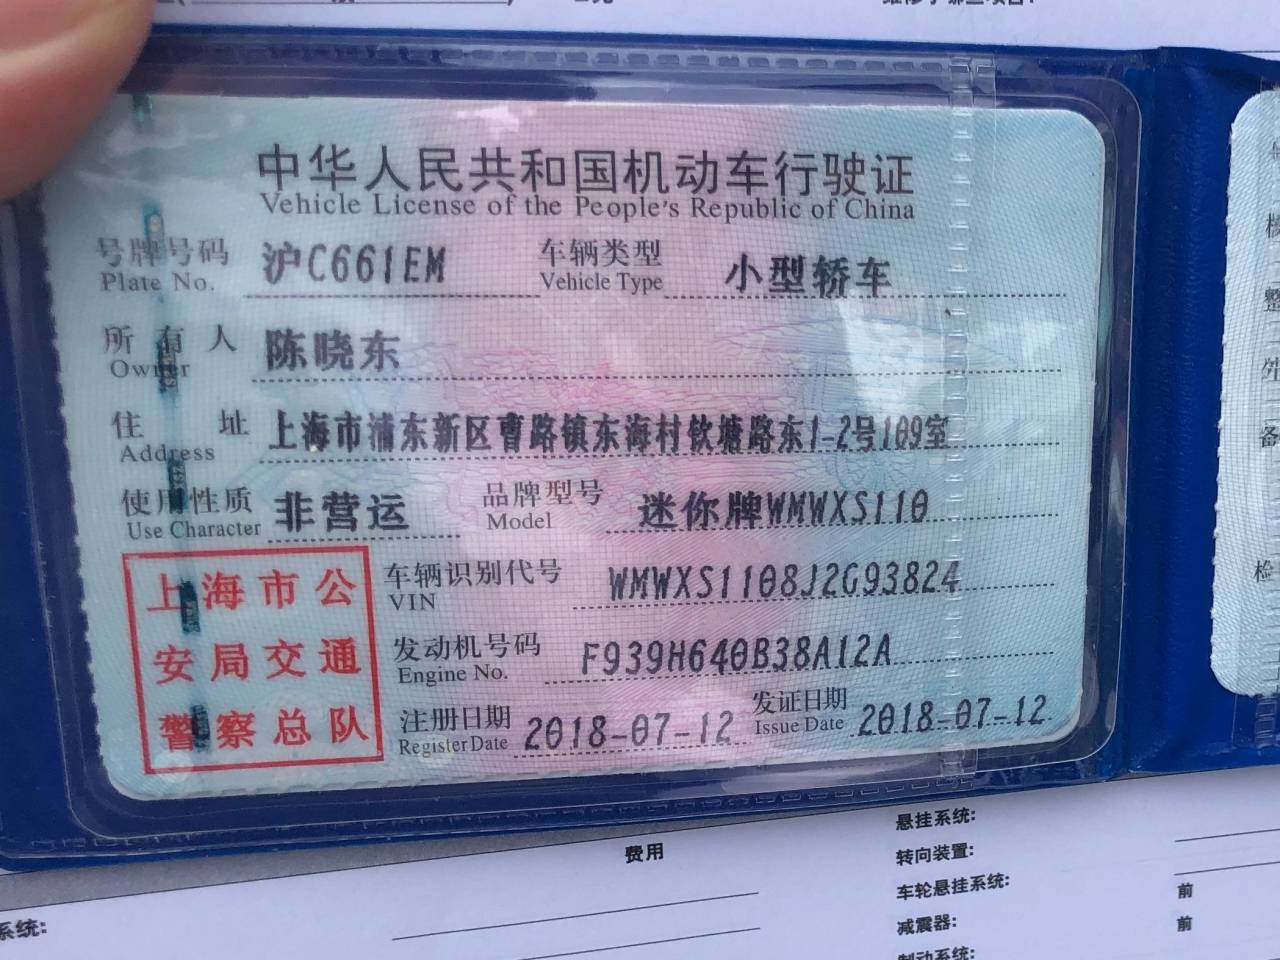 中华人民共和国机动车行驶证
Vehicle License of the People's Republic of China
号牌号码 沪C661EM 车辆类型 小型轿车
Plate No. Vehicle Type
所有人 陈晓东
Owner
住址 上海市浦东新区曹路镇东海村钦塘路东1-2号109室
Address
使用性质 非营运 品牌型号 迷你牌WMWXS110
Use Character Model
上海市公
安局交通
警察总队
车辆识别代号 WMWXS1108J2G93824
VIN
发动机号码 F939H640B38A12A
Engine No.
注册日期 2018-07-12 发证日期 2018-07-12
Register Date Issue Date
费用
系统:
悬挂系统:
转向装置:
车轮悬挂系统: 前
减震器: 前
制动系统: